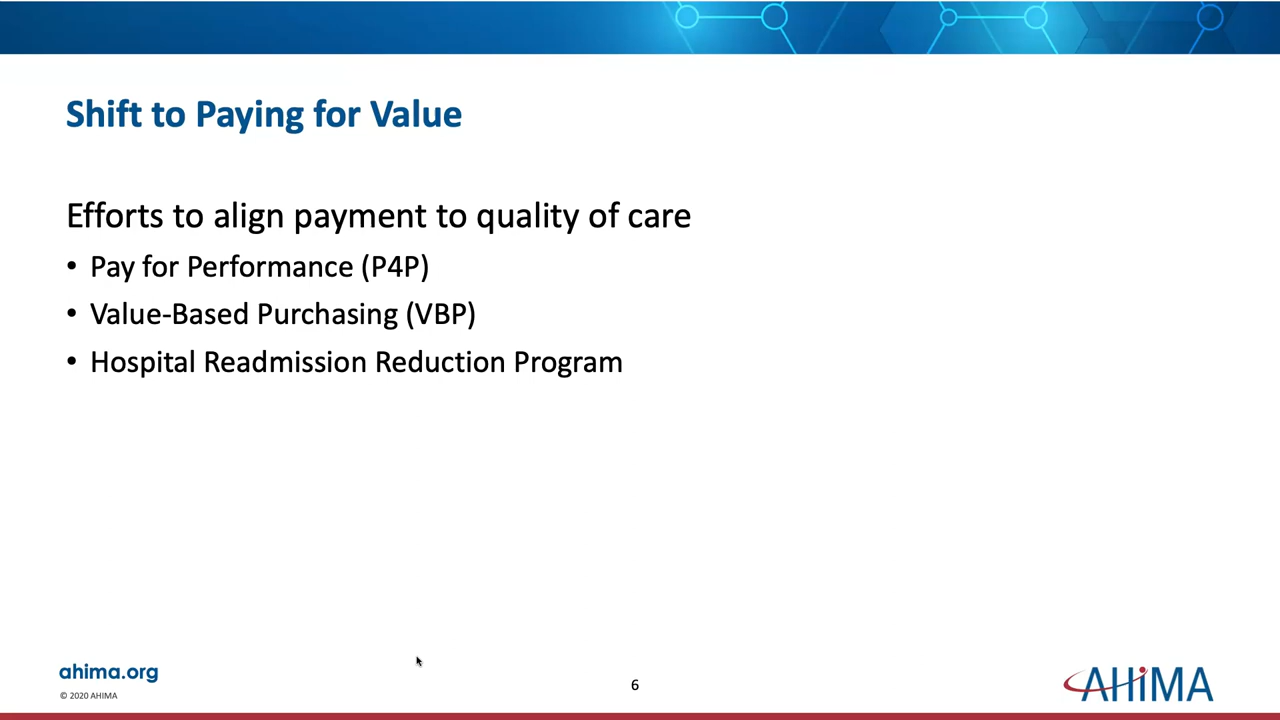 Shift to Paying for Value
Efforts to align payment to quality of care
• Pay for Performance (P4P)
• Value-Based Purchasing (VBP)
• Hospital Readmission Reduction Program
ahima.org
© 2020 AHIMA
6
AHiMA